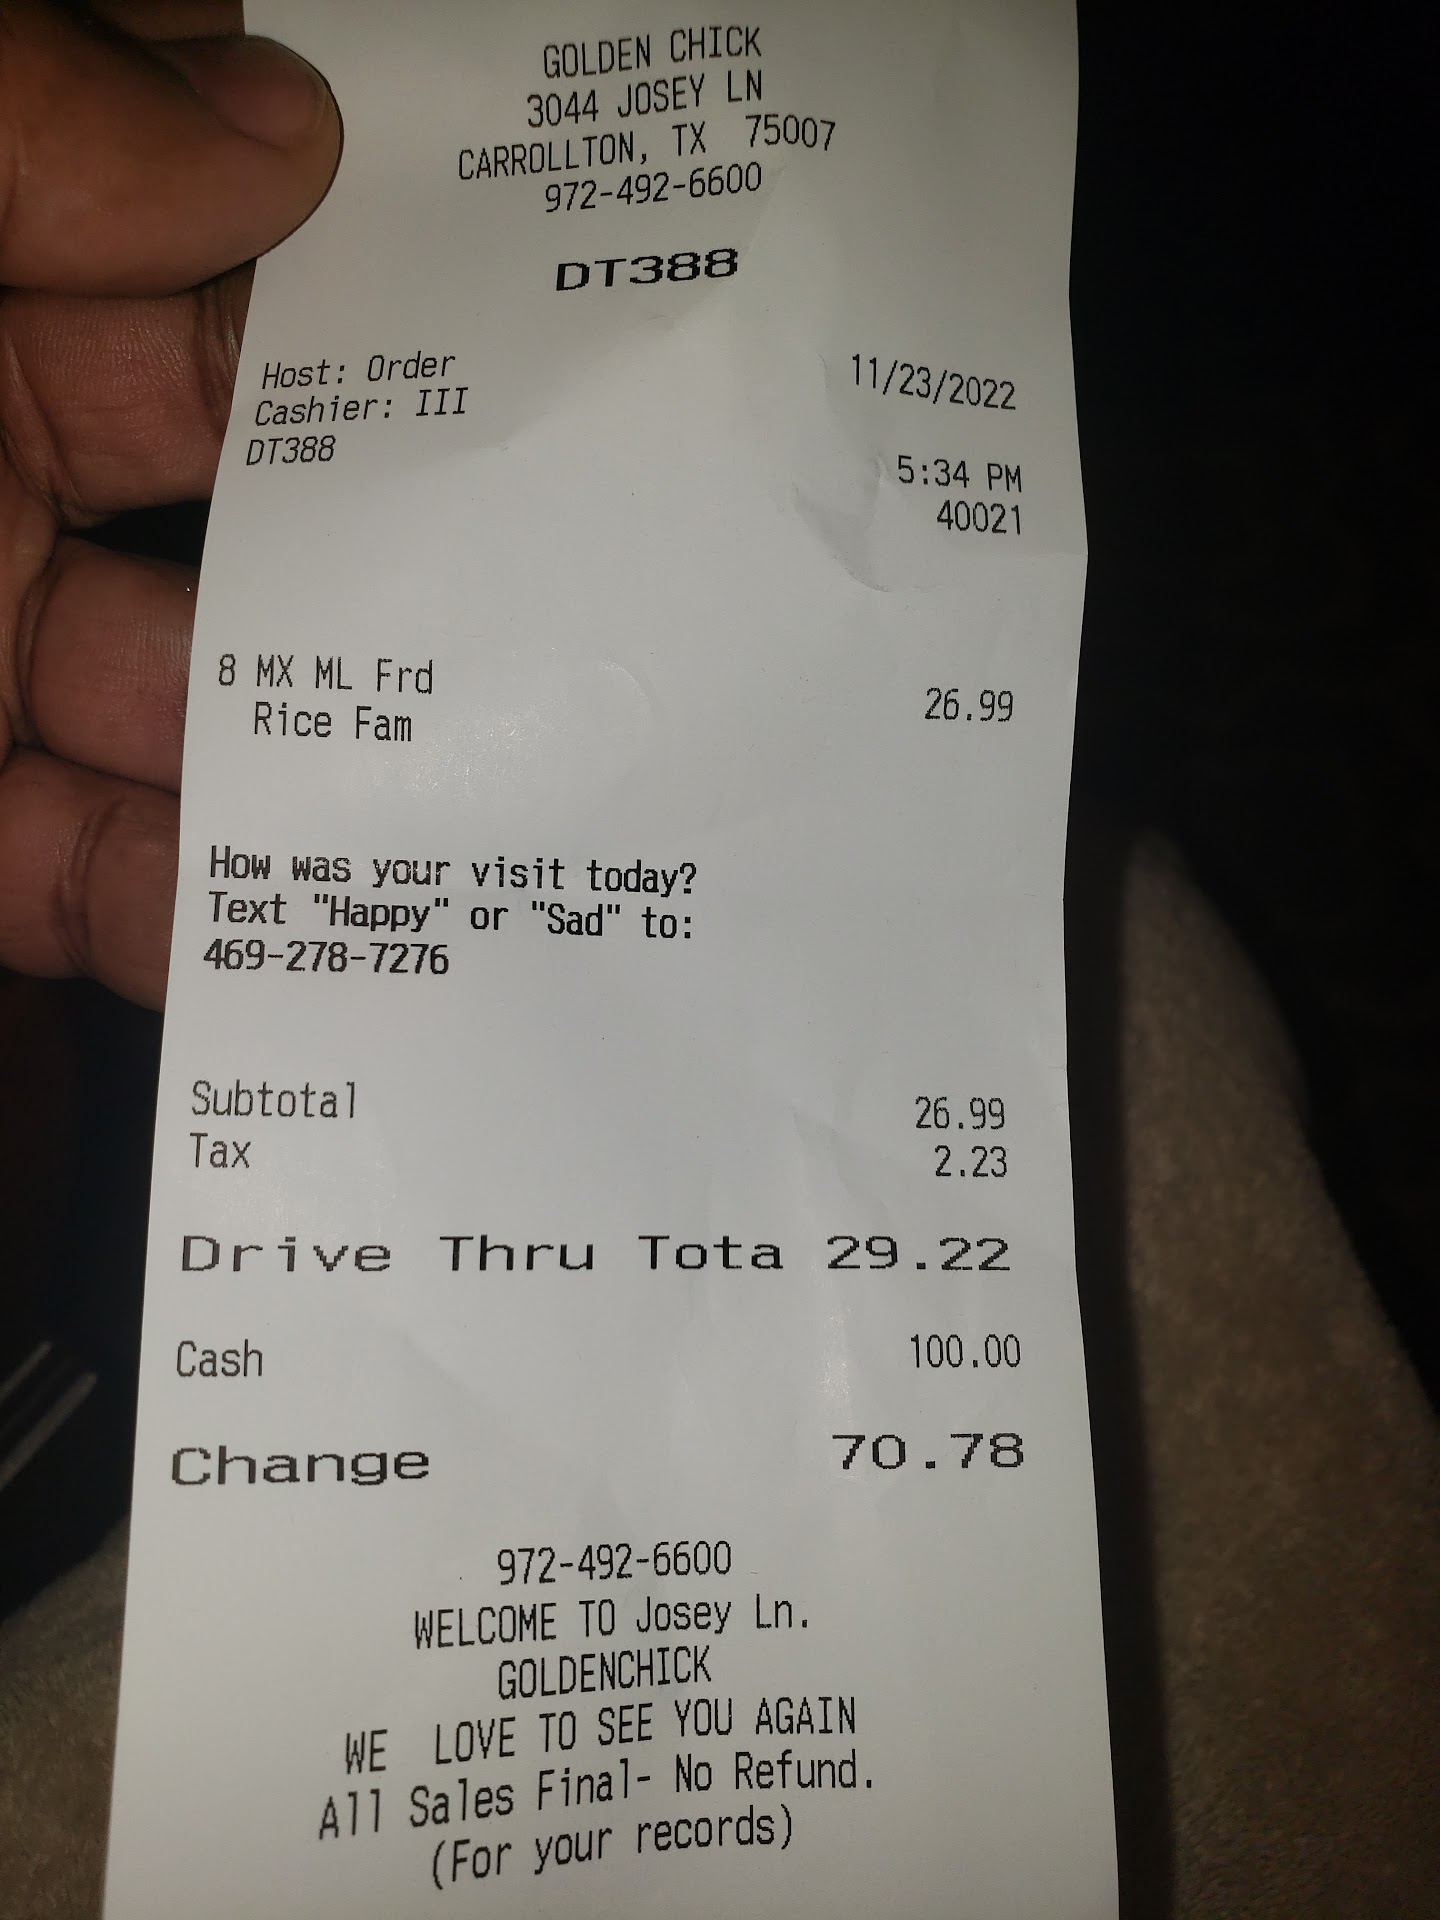 GOLDEN CHICK
3044 JOSEY LN
CARROLLTON, TX 75007
972-492-6600
DT388
Host: Order 11/23/2022
Cashier: III
DT388 5:34 PM
40021
8 MX ML Frd
Rice Fam 26.99
How was your visit today?
Text "Happy" or "Sad" to:
469-278-7276
Subtotal 26.99
Tax 2.23
Drive Thru Tota 29.22
Cash 100.00
Change 70.78
972-492-6600
WELCOME TO Josey Ln.
GOLDENCHICK
WE LOVE TO SEE YOU AGAIN
All Sales Final- No Refund.
(For your records)